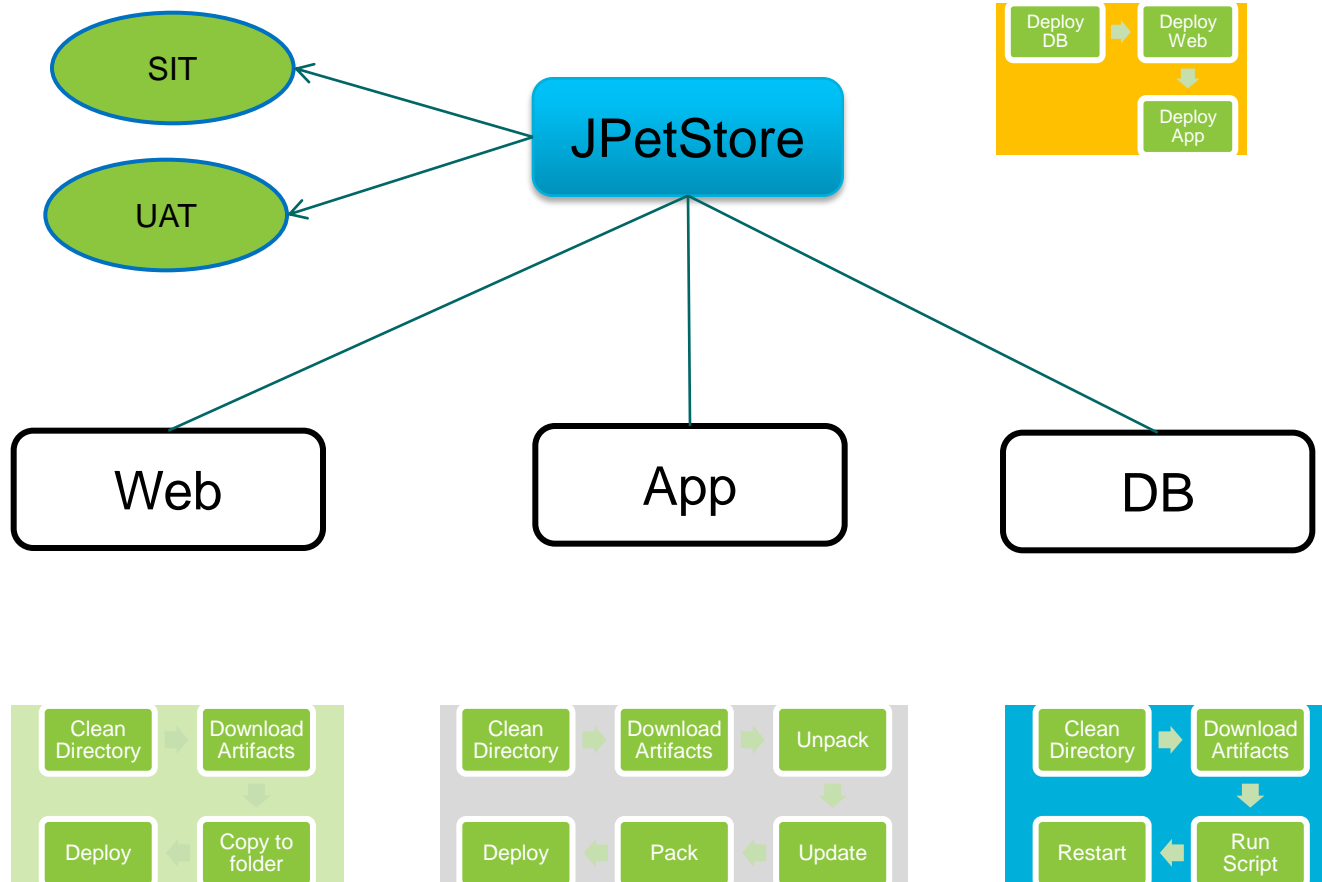 SIT
UAT
JPetStore
Deploy
DB
Deploy
Web
Deploy
App
Web
App
DB
Clean
Directory
Download
Artifacts
Copy to
folder
Deploy
Clean
Directory
Download
Artifacts
Unpack
Update
Pack
Deploy
Clean
Directory
Download
Artifacts
Run
Script
Restart